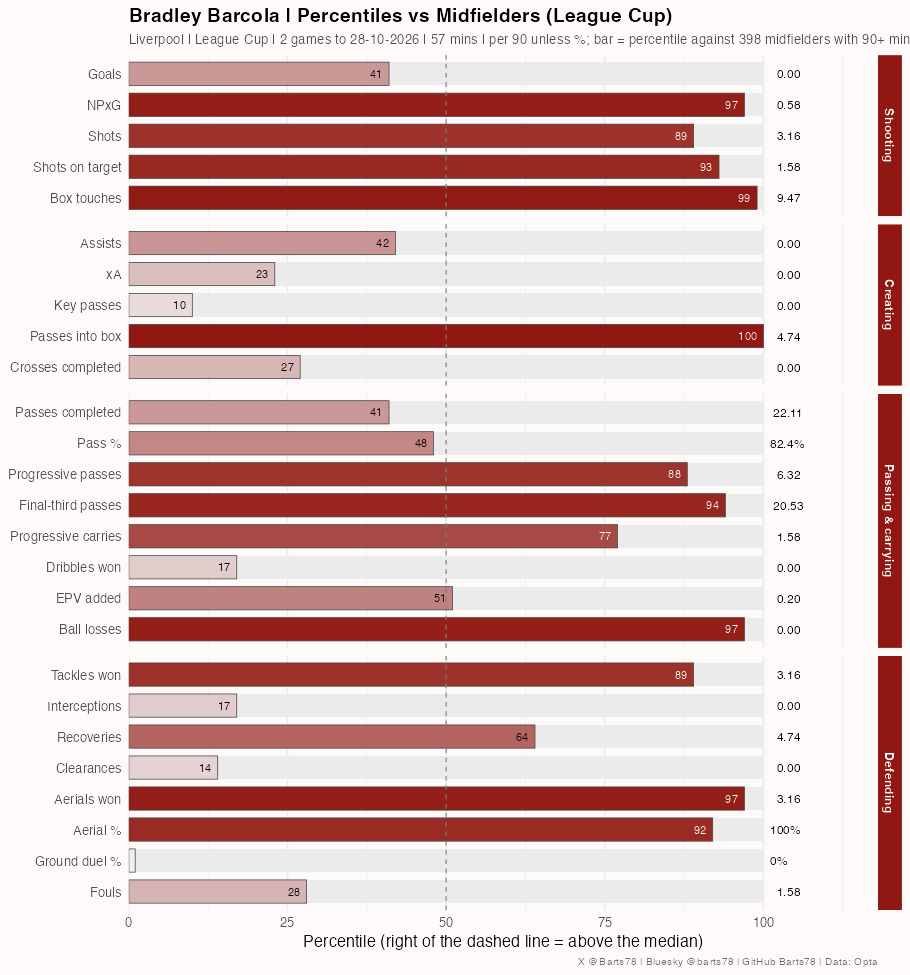 Bradley Barcola | Percentiles vs Midfielders (League Cup)
Liverpool | League Cup | 2 games to 28-10-2026 | 57 mins | per 90 unless %; bar = percentile against 398 midfielders with 90+ min
Goals 41 0.00
NPxG 97 0.58
Shots 89 3.16
Shots on target 93 1.58
Box touches 99 9.47
Shooting
Assists 42 0.00
xA 23 0.00
Key passes 10 0.00
Passes into box 100 4.74
Crosses completed 27 0.00
Creating
Passes completed 41 22.11
Pass % 48 82.4%
Progressive passes 88 6.32
Final-third passes 94 20.53
Progressive carries 77 1.58
Dribbles won 17 0.00
EPV added 51 0.20
Ball losses 97 0.00
Passing & carrying
Tackles won 89 3.16
Interceptions 17 0.00
Recoveries 64 4.74
Clearances 14 0.00
Aerials won 97 3.16
Aerial % 92 100%
Ground duel % 0%
Fouls 28 1.58
Defending
0 25 50 75 100
Percentile (right of the dashed line = above the median)
X @Barts78 | Bluesky @barts78 | GitHub Barts78 | Data: Opta